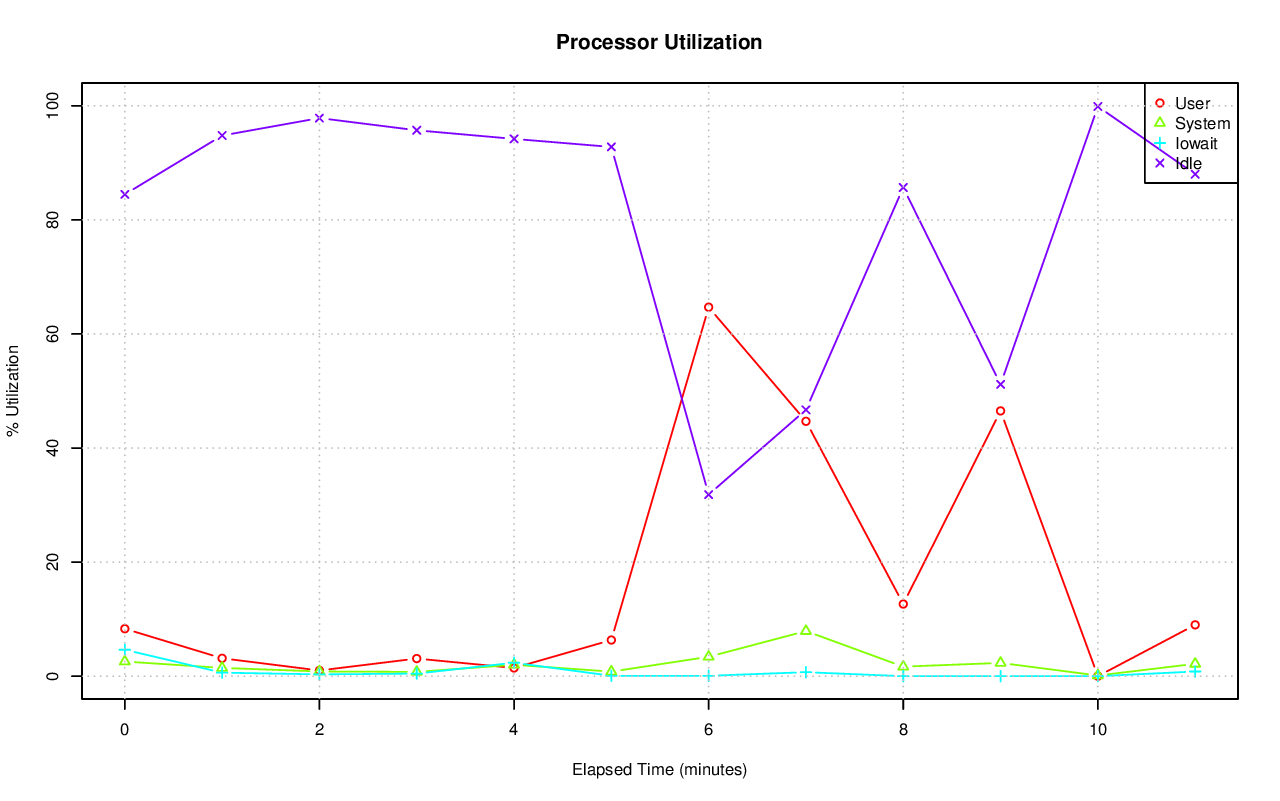 Processor Utilization
100
80
60
40
20
0
% Utilization
User
System
Iowait
Idle
0 2 4 6 8 10
Elapsed Time (minutes)